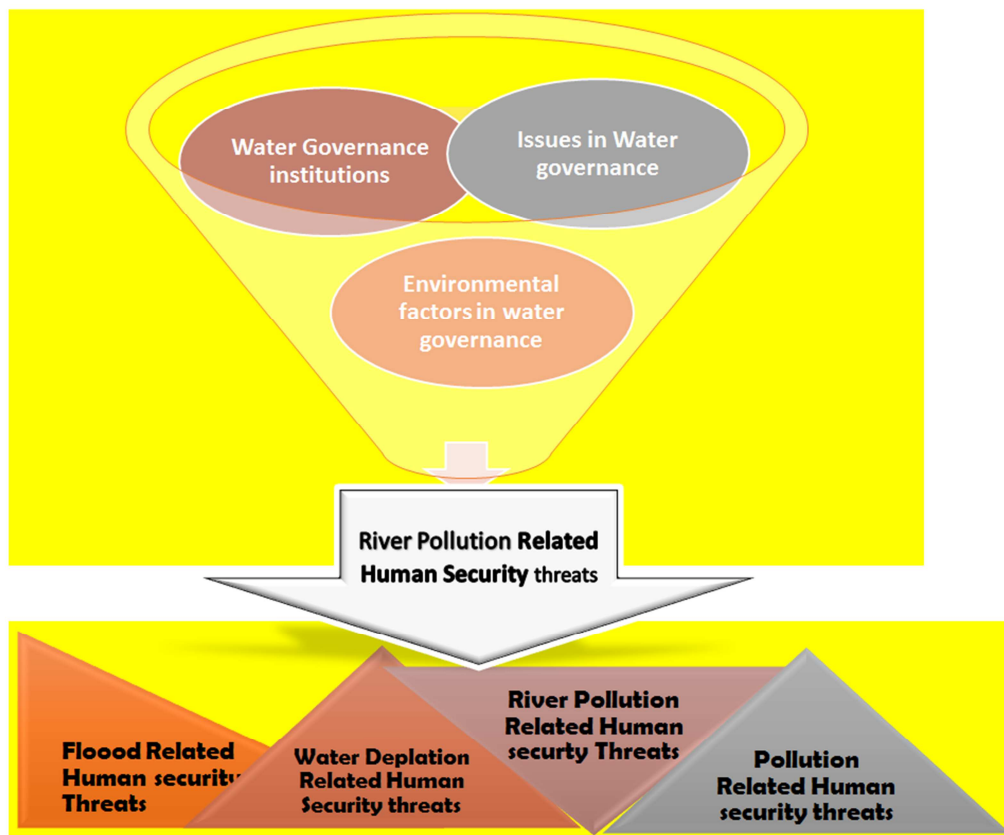 Water Governance
institutions
Issues in Water
governance
Environmental
factors in water
governance
River Pollution Related
Human Security threats
Floood Related
Human security
Threats
Water Deplation
Related Human
Security threats
River Pollution
Related Human
securty Threats
Pollution
Related Human
security threats